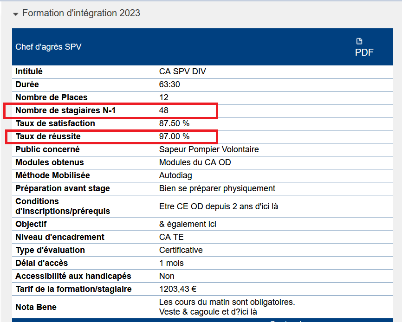 Formation d'intégration 2023
Chef d'agrès SPV PDF
Intitulé CA SPV DIV
Durée 63:30
Nombre de Places 12
Nombre de stagiaires N-1 48
Taux de satisfaction 87.50 %
Taux de réussite 97.00 %
Public concerné Sapeur Pompier Volontaire
Modules obtenus Modules du CA OD
Méthode Mobilisée Autodiag
Préparation avant stage Bien se préparer physiquement
Conditions
d'inscriptions/prérequis Etre CE OD depuis 2 ans d'ici là
Objectif & également ici
Niveau d'encadrement CA TE
Type d'évaluation Certificative
Délai d'accès 1 mois
Accessibilité aux handicapés Non
Tarif de la formation/stagiaire 1203,43 €
Nota Bene Les cours du matin sont obligatoires.
Veste & cagoule et d?ici là